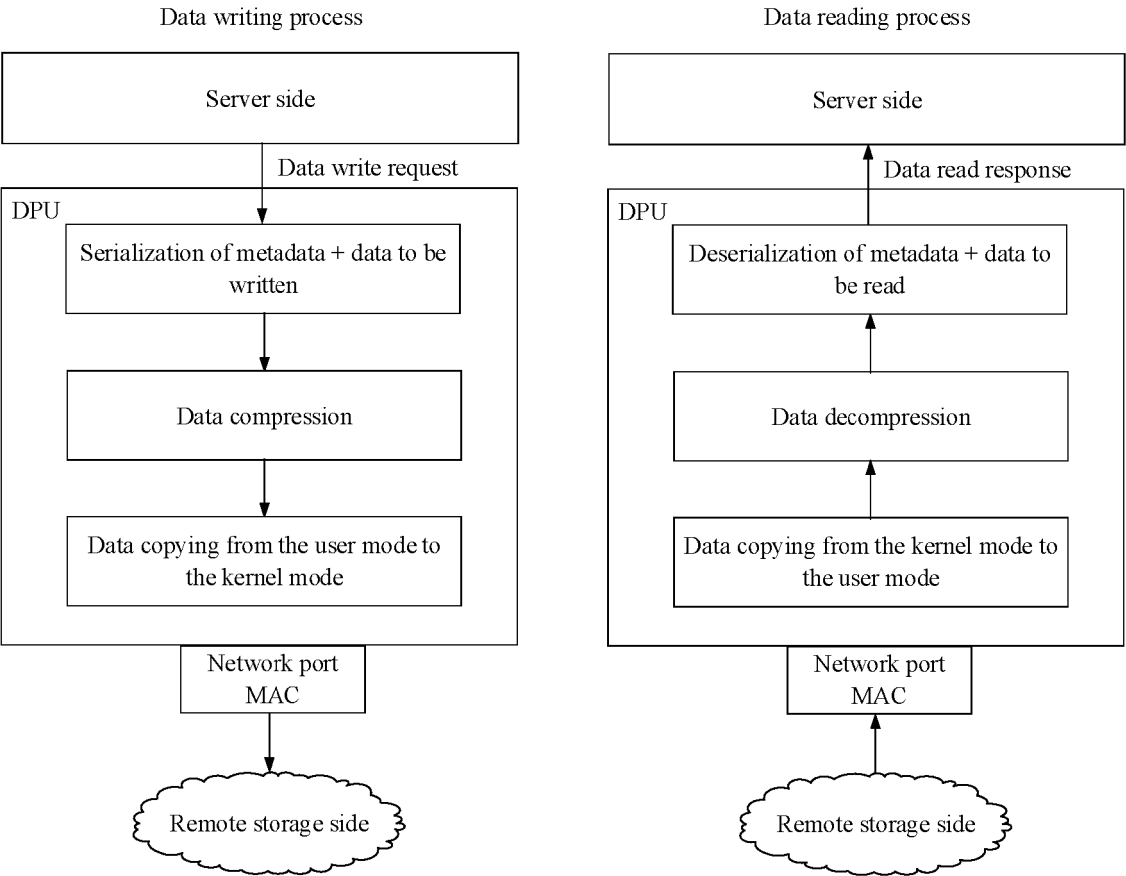 Data writing process
Server side
Data write request
DPU
Serialization of metadata + data to be
written
Data compression
Data copying from the user mode to
the kernel mode
Network port
MAC
Remote storage side
Data reading process
Server side
Data read response
DPU
Deserialization of metadata + data to
be read
Data decompression
Data copying from the kernel mode to
the user mode
Network port
MAC
Remote storage side